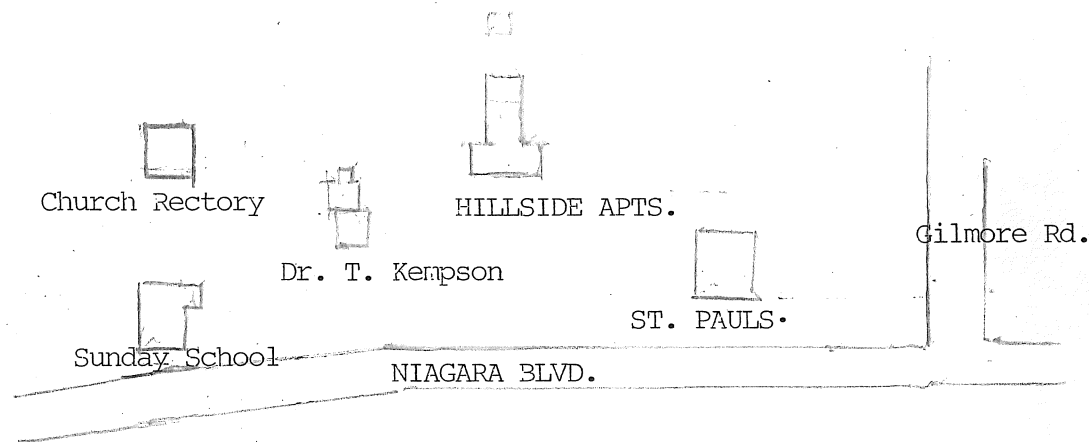 Church Rectory
HILLSIDE APTS.
Gilmore Rd.
Dr. T. Kempson
ST. PAULS.
Sunday School
NIAGARA BLVD.